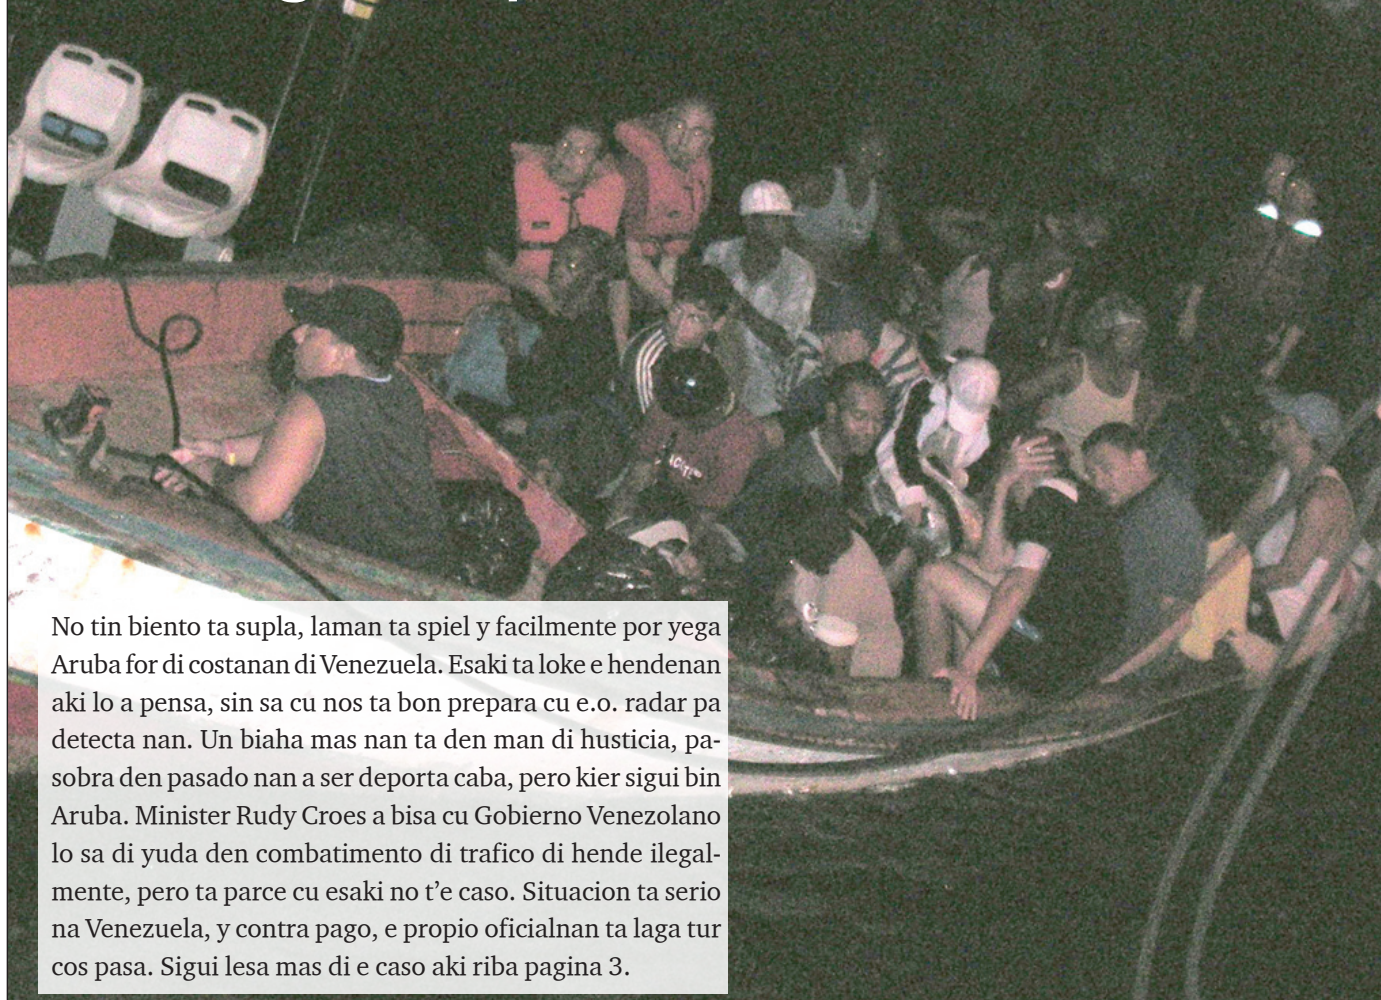 No tin biento ta supla, laman ta spiel y facilmente por yega
Aruba for di costanan di Venezuela. Esaki ta loke e hendenan
aki lo a pensa, sin sa cu nos ta bon prepara cu e.o. radar pa
detecta nan. Un biaha mas nan ta den man di husticia, pa-
sobra den pasado nan a ser deporta caba, pero kier sigui bin
Aruba. Minister Rudy Croes a bisa cu Gobierno Venezolano
lo sa di yuda den combatimento di trafico di hende ilegal-
mente, pero ta parce cu esaki no t’e caso. Situacion ta serio
na Venezuela, y contra pago, e propio oficialnan ta laga tur
cos pasa. Sigui lesa mas di e caso aki riba pagina 3.